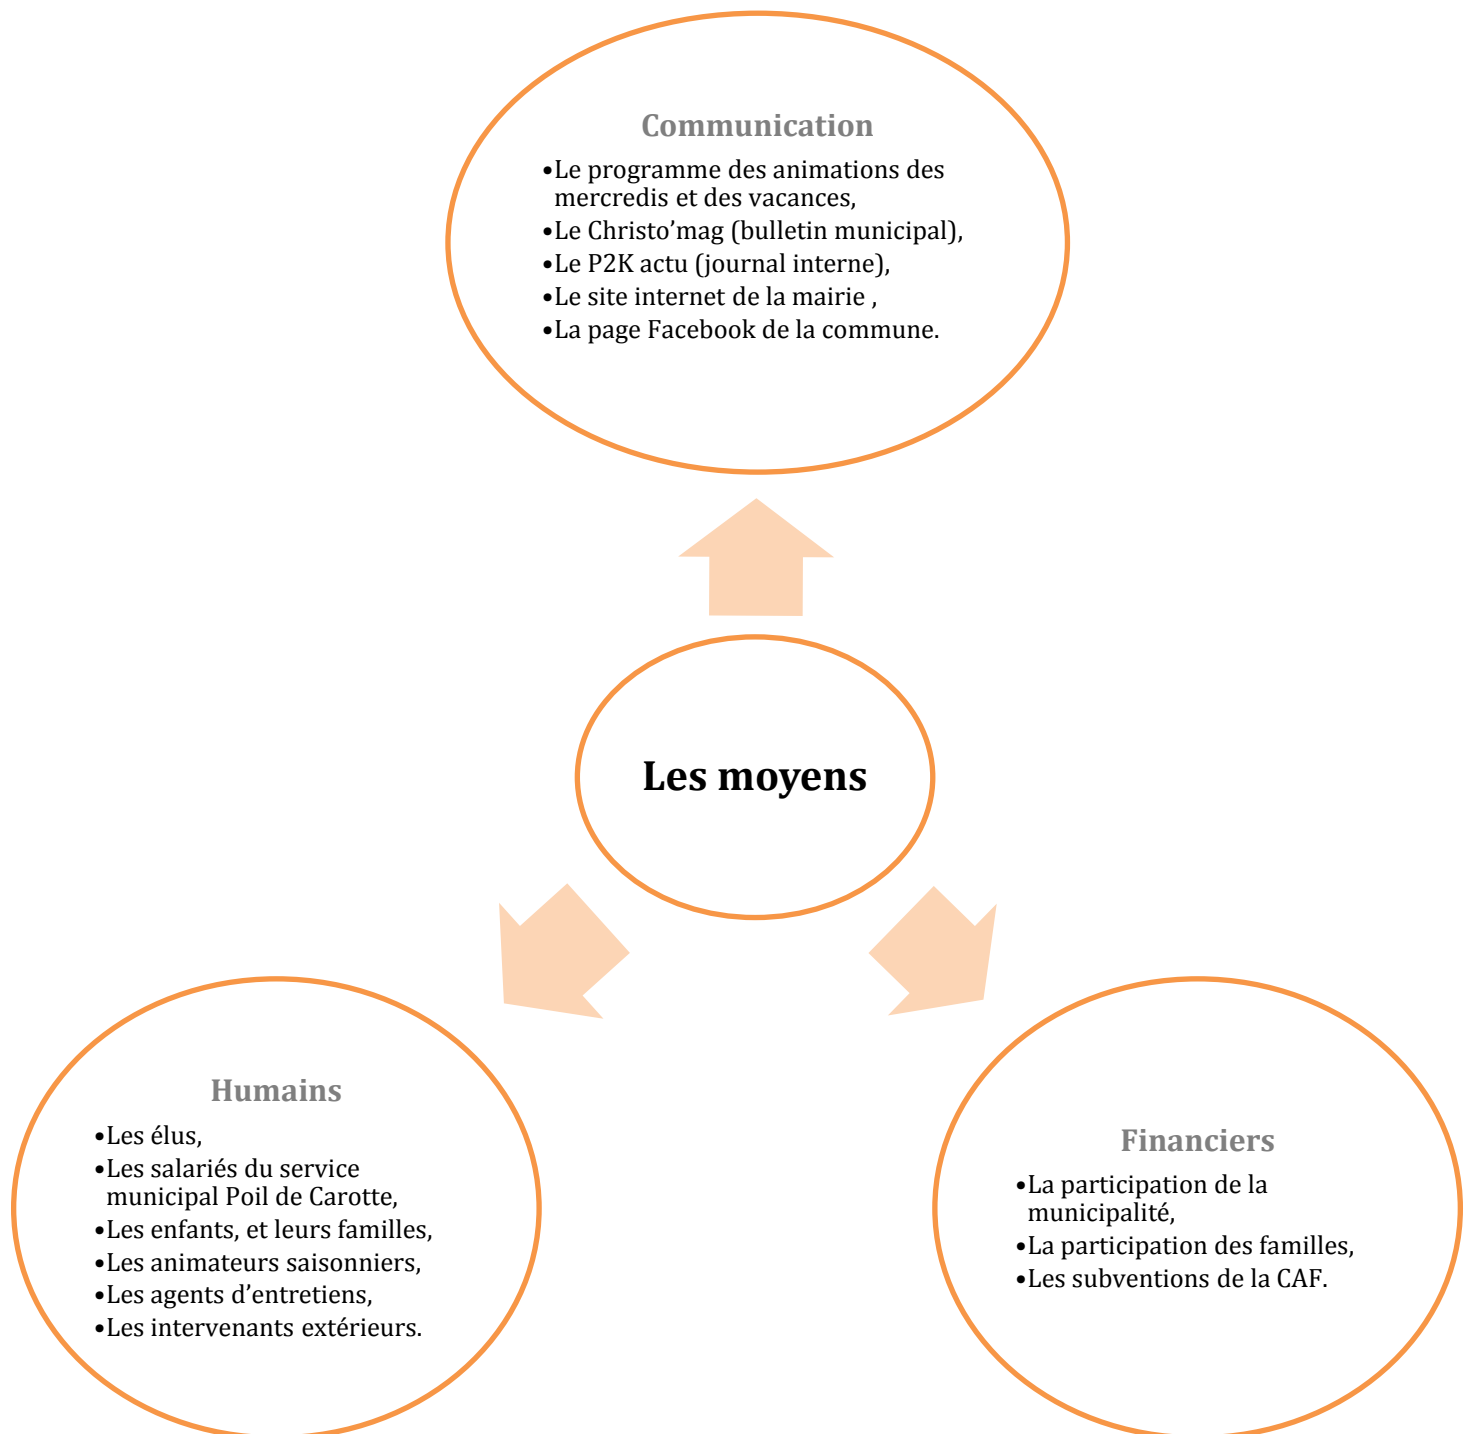 Communication
•Le programme des animations des
mercredis et des vacances,
•Le Christo’mag (bulletin municipal),
•Le P2K actu (journal interne),
•Le site internet de la mairie ,
•La page Facebook de la commune.
Les moyens
Humains
•Les élus,
•Les salariés du service
municipal Poil de Carotte,
•Les enfants, et leurs familles,
•Les animateurs saisonniers,
•Les agents d’entretiens,
•Les intervenants extérieurs.
Financiers
•La participation de la
municipalité,
•La participation des familles,
•Les subventions de la CAF.